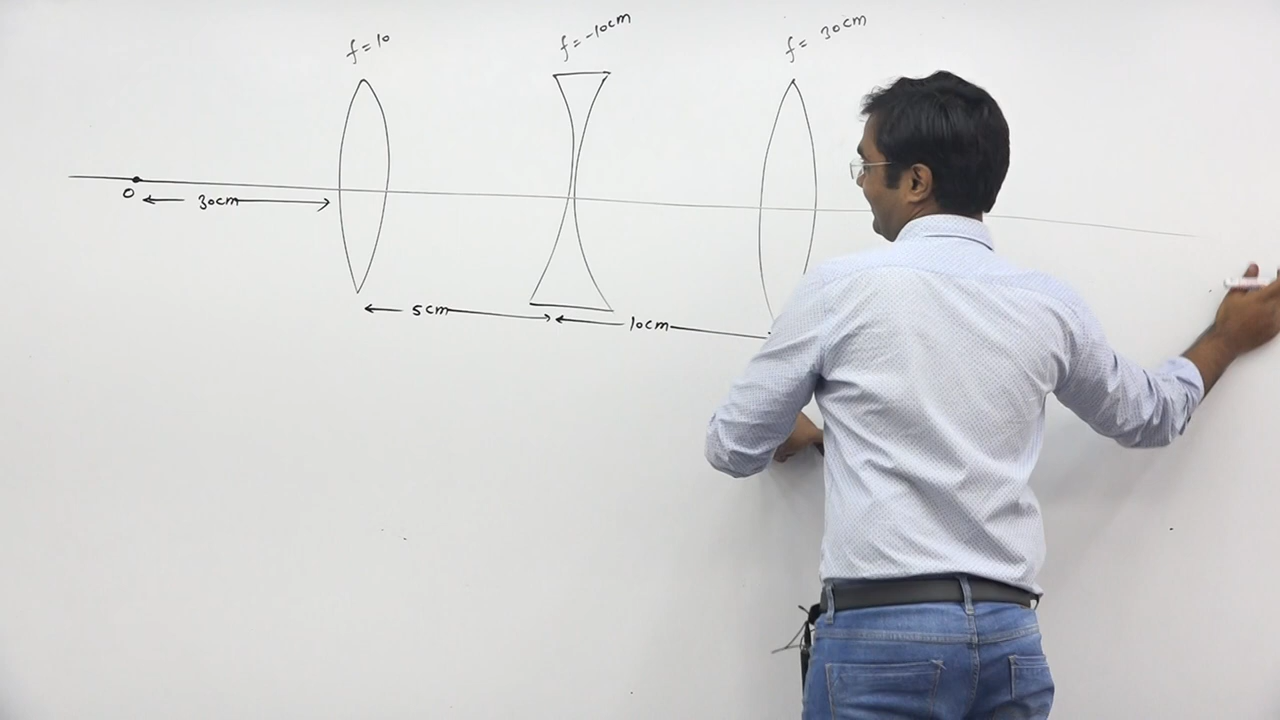 f = 10
f = -10cm
f = 30cm
O
30cm
5cm
10cm